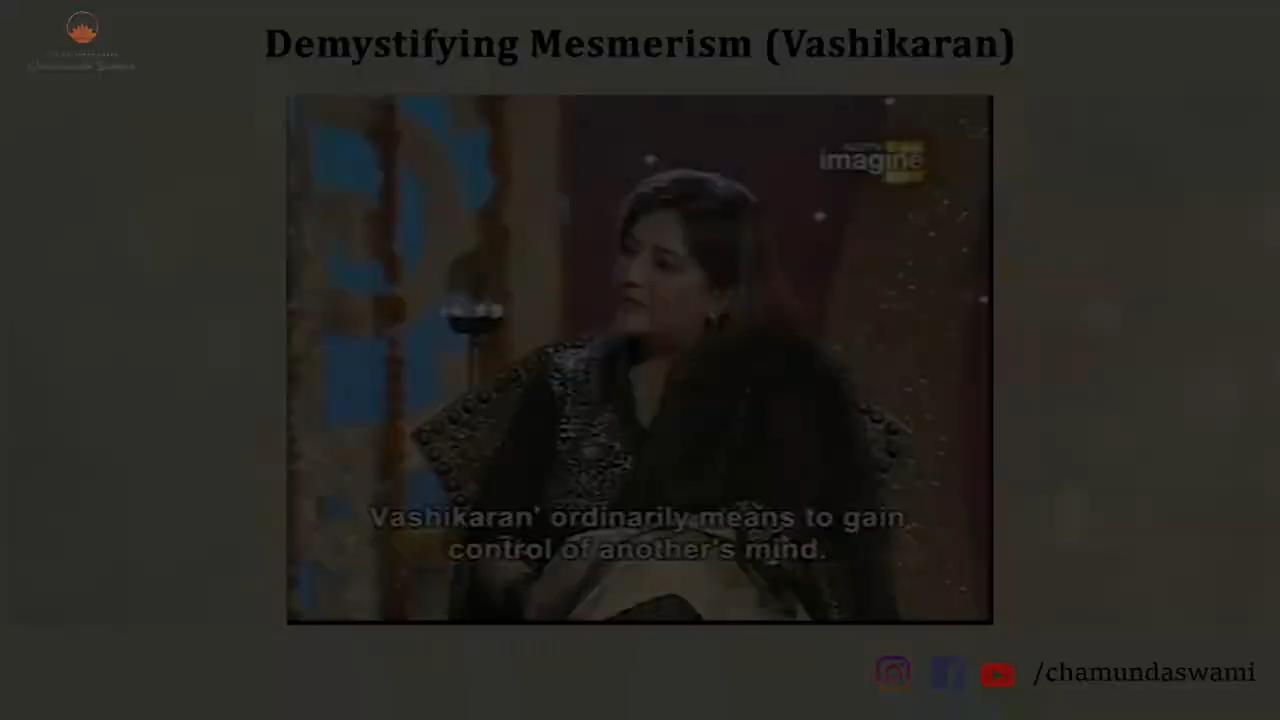 Demystifying Mesmerism (Vashikaran)
imagine
Vashikaran' ordinarily means to gain
control of another's mind.
/chamundaswami